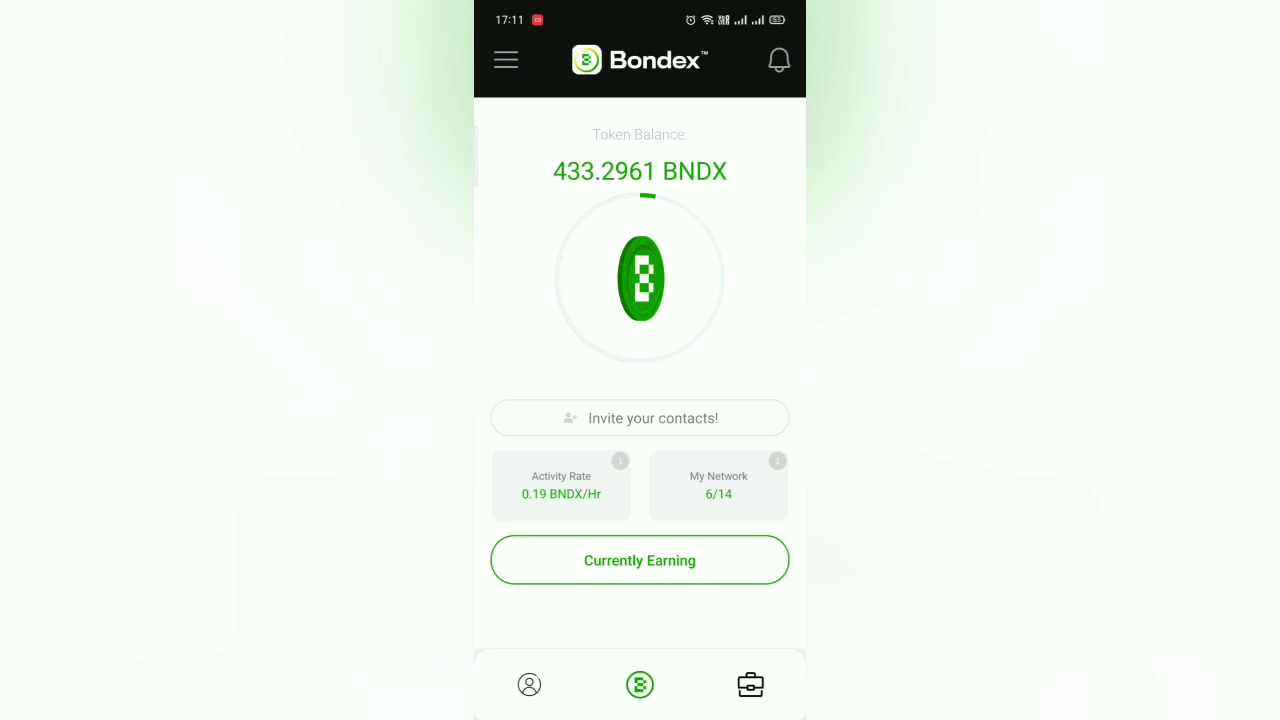 17:11
Bondex™
Token Balance:
433.2961 BNDX
Invite your contacts!
Activity Rate
0.19 BNDX/Hr
My Network
6/14
Currently Earning